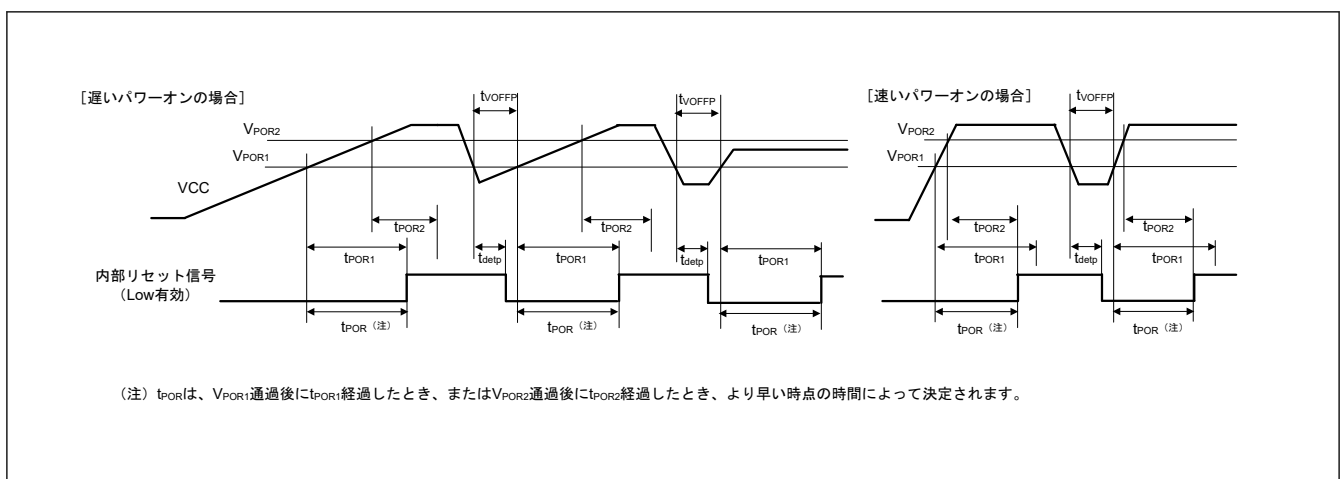 [遅いパワーオンの場合]
tVOFFP
tVOFFP
VPOR2
VPOR1
VCC
tPOR2
tPOR2
tPOR1
tdetp
tPOR1
tdetp
tPOR1
内部リセット信号
(Low有効)
tPOR(注)
tPOR(注)
tPOR(注)
[速いパワーオンの場合]
tVOFFP
VPOR2
VPOR1
tPOR2
tPOR2
tPOR1
tdetp
tPOR1
tPOR(注)
tPOR(注)
(注)tPORは、VPOR1通過後にtPOR1経過したとき、またはVPOR2通過後にtPOR2経過したとき、より早い時点の時間によって決定されます。